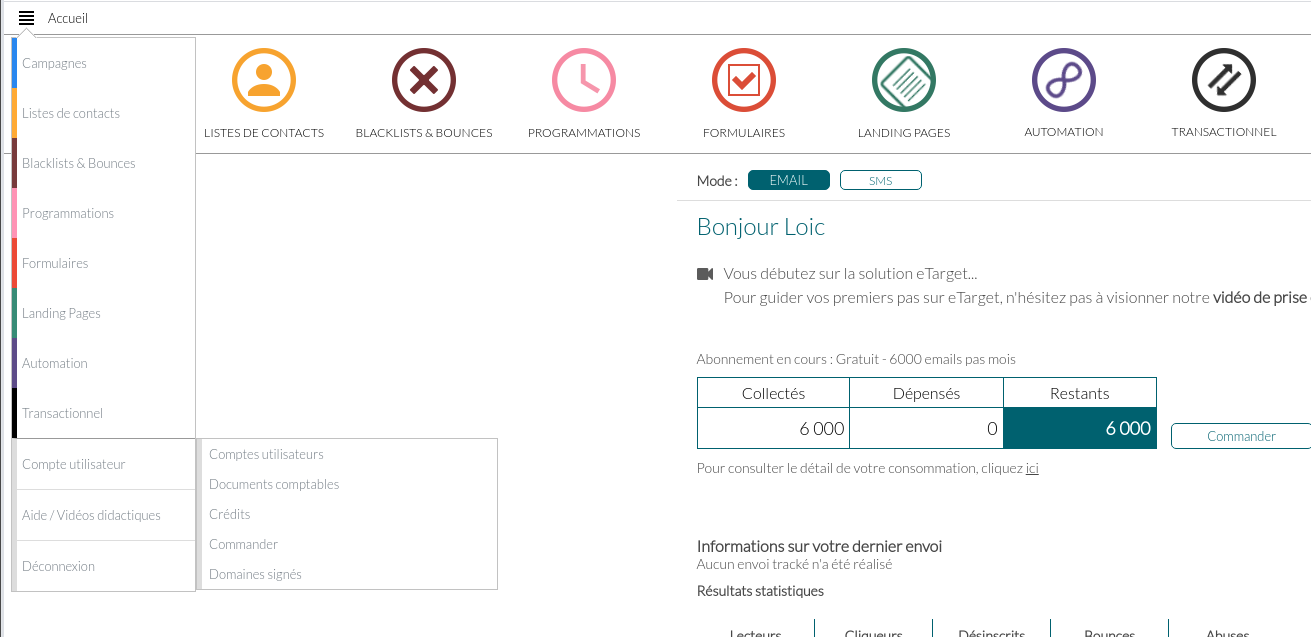 Accueil
Campagnes
Listes de contacts
Blacklists & Bounces
Programmations
Formulaires
Landing Pages
Automation
Transactionnel
Compte utilisateur
Aide / Vidéos didactiques
Déconnexion
Comptes utilisateurs
Documents comptables
Crédits
Commander
Domaines signés
LISTES DE CONTACTS
BLACKLISTS & BOUNCES
PROGRAMMATIONS
FORMULAIRES
LANDING PAGES
AUTOMATION
TRANSACTIONNEL
Mode : EMAIL SMS
Bonjour Loic
Vous débutez sur la solution eTarget...
Pour guider vos premiers pas sur eTarget, n'hésitez pas à visionner notre vidéo de prise
Abonnement en cours : Gratuit - 6000 emails pas mois
Collectés Dépensés Restants
6 000 0 6 000
Commander
Pour consulter le détail de votre consommation, cliquez ici
Informations sur votre dernier envoi
Aucun envoi tracké n'a été réalisé
Résultats statistiques
Lecteurs Cliqueurs Désinscrits Bounces Abuses